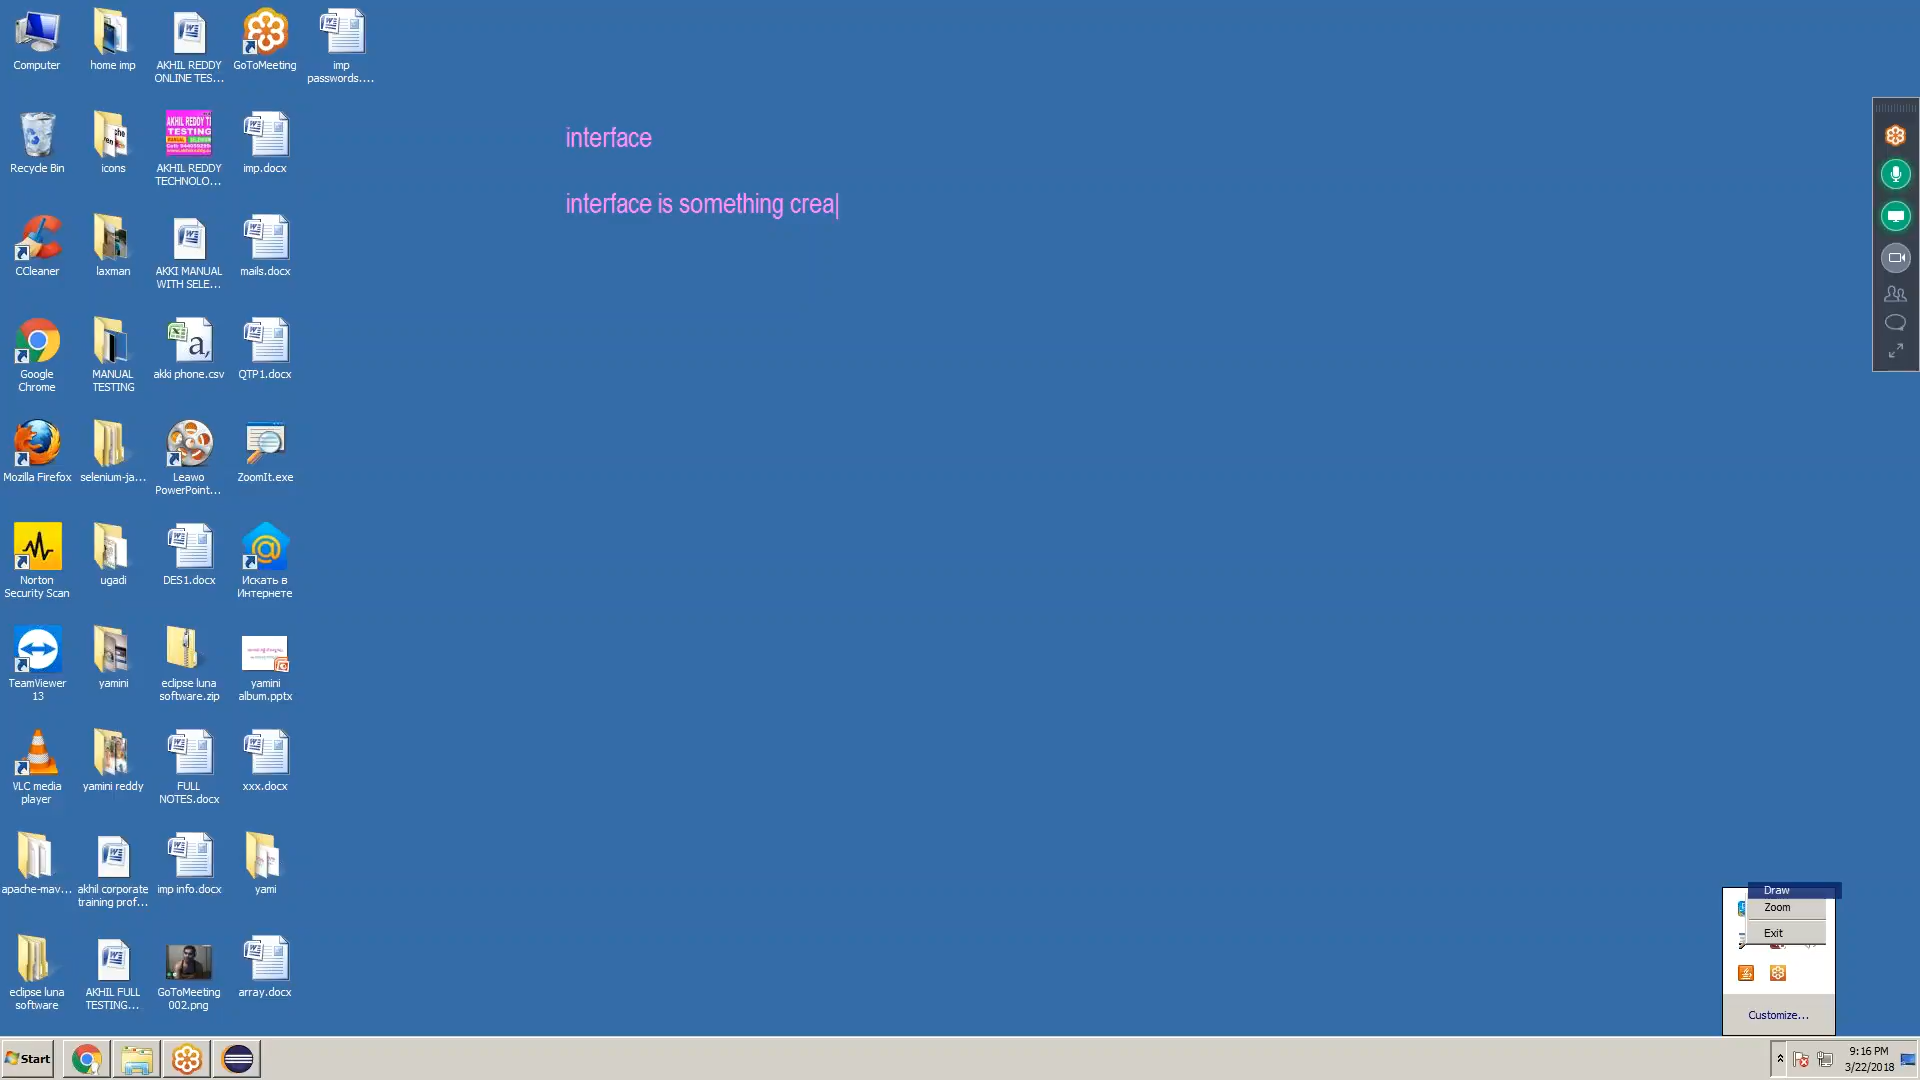 Computer
home imp
AKHIL REDDY
ONLINE TES...
GoToMeeting
imp
passwords....
interface
interface is something crea
Recycle Bin
icons
AKHIL REDDY
TESTING
AKHIL REDDY
TECHNOLO...
imp.docx
CCleaner
laxman
AKKI MANUAL
WITH SELE...
mails.docx
Google
Chrome
MANUAL
TESTING
akki phone.csv
QTP1.docx
Mozilla Firefox
selenium-ja...
Leawo
PowerPoint...
ZoomIt.exe
Norton
Security Scan
ugadi
DES1.docx
Искать в
Интернете
TeamViewer
13
yamini
eclipse luna
software.zip
yamini
album.pptx
VLC media
player
yamini reddy
FULL
NOTES.docx
xxx.docx
apache-mav...
akhil corporate
training prof...
imp info.docx
yami
eclipse luna
software
AKHIL FULL
TESTING...
GoToMeeting
002.png
array.docx
Draw
Zoom
Exit
Customize...
Start
9:16 PM
3/22/2018